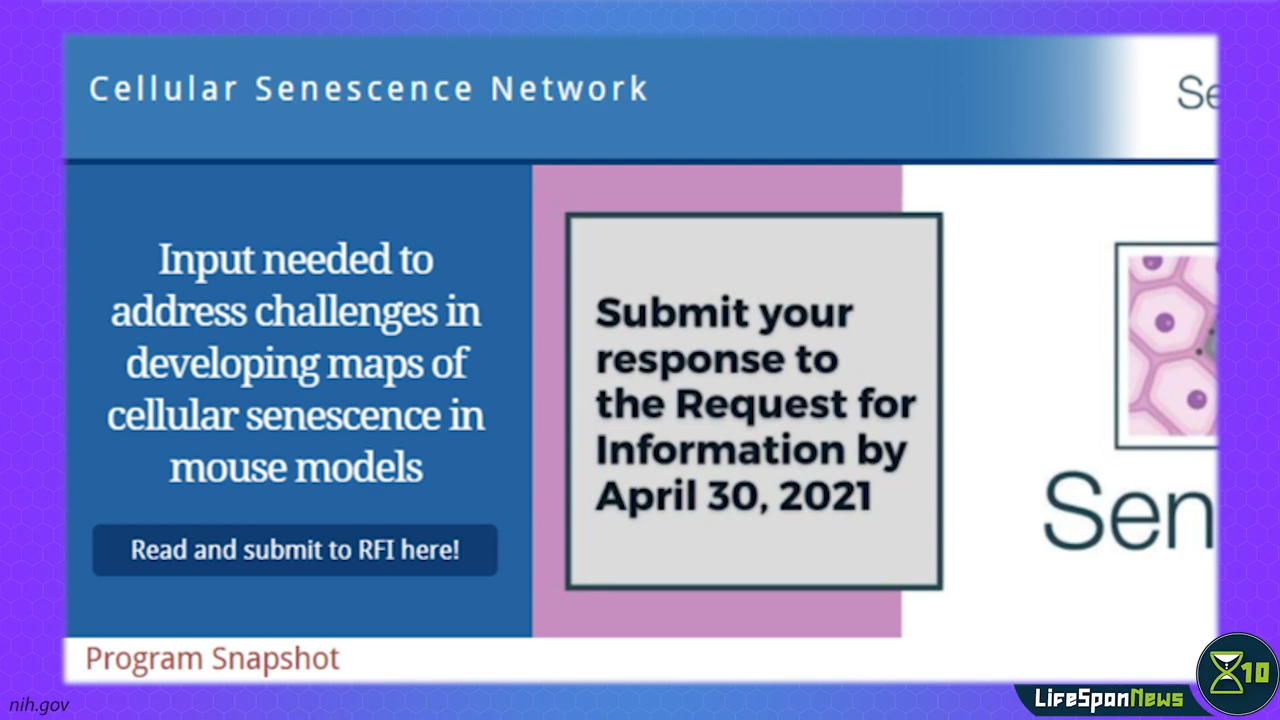 Cellular Senescence Network
Se
Input needed to
address challenges in
developing maps of
cellular senescence in
mouse models
Read and submit to RFI here!
Submit your
response to
the Request for
Information by
April 30, 2021
Sen
Program Snapshot
nih.gov
LifeSpanNews
10